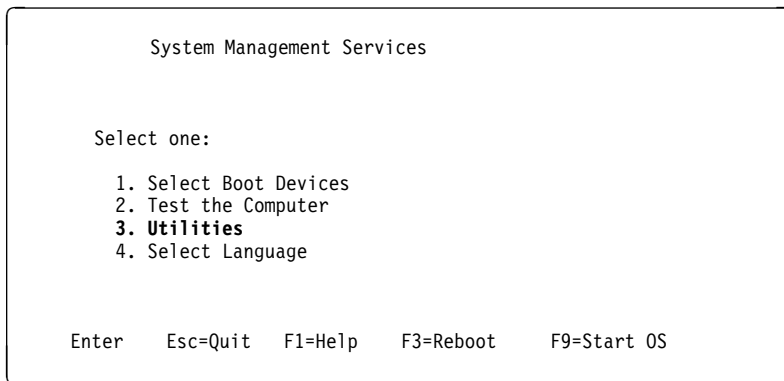 System Management Services
Select one:
1. Select Boot Devices
2. Test the Computer
3. Utilities
4. Select Language
Enter Esc=Quit F1=Help F3=Reboot F9=Start OS